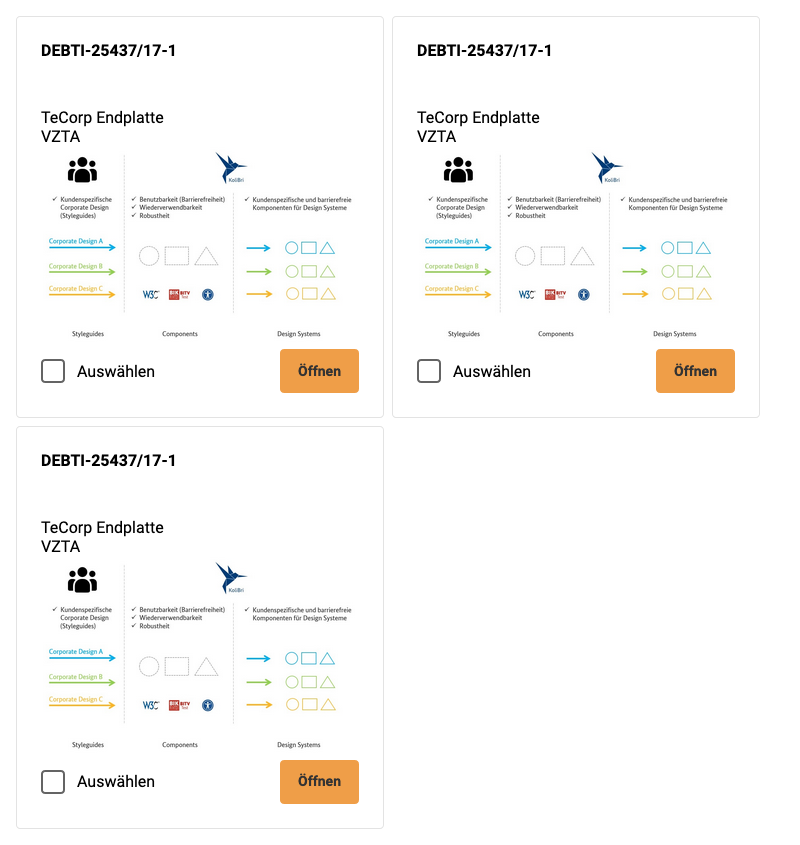 DEBTI-25437/17-1
TeCorp Endplatte
VZTA
KoliBri
✓ Kundenspezifische
Corporate Design
(Styleguides)
✓ Benutzbarkeit (Barrierefreiheit)
✓ Wiederverwendbarkeit
✓ Robustheit
✓ Kundenspezifische und barrierefreie
Komponenten für Design Systeme
Corporate Design A
Corporate Design B
Corporate Design C
W3C BIK BITV Test
Styleguides Components Design Systems
Auswählen Öffnen
DEBTI-25437/17-1
TeCorp Endplatte
VZTA
KoliBri
✓ Kundenspezifische
Corporate Design
(Styleguides)
✓ Benutzbarkeit (Barrierefreiheit)
✓ Wiederverwendbarkeit
✓ Robustheit
✓ Kundenspezifische und barrierefreie
Komponenten für Design Systeme
Corporate Design A
Corporate Design B
Corporate Design C
W3C BIK BITV Test
Styleguides Components Design Systems
Auswählen Öffnen
DEBTI-25437/17-1
TeCorp Endplatte
VZTA
KoliBri
✓ Kundenspezifische
Corporate Design
(Styleguides)
✓ Benutzbarkeit (Barrierefreiheit)
✓ Wiederverwendbarkeit
✓ Robustheit
✓ Kundenspezifische und barrierefreie
Komponenten für Design Systeme
Corporate Design A
Corporate Design B
Corporate Design C
W3C BIK BITV Test
Styleguides Components Design Systems
Auswählen Öffnen